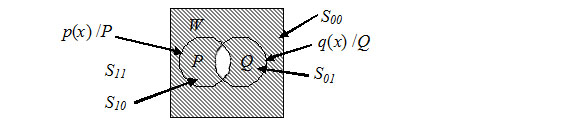 W
S00
p(x) /P
q(x) /Q
P
Q
S11
S01
S10